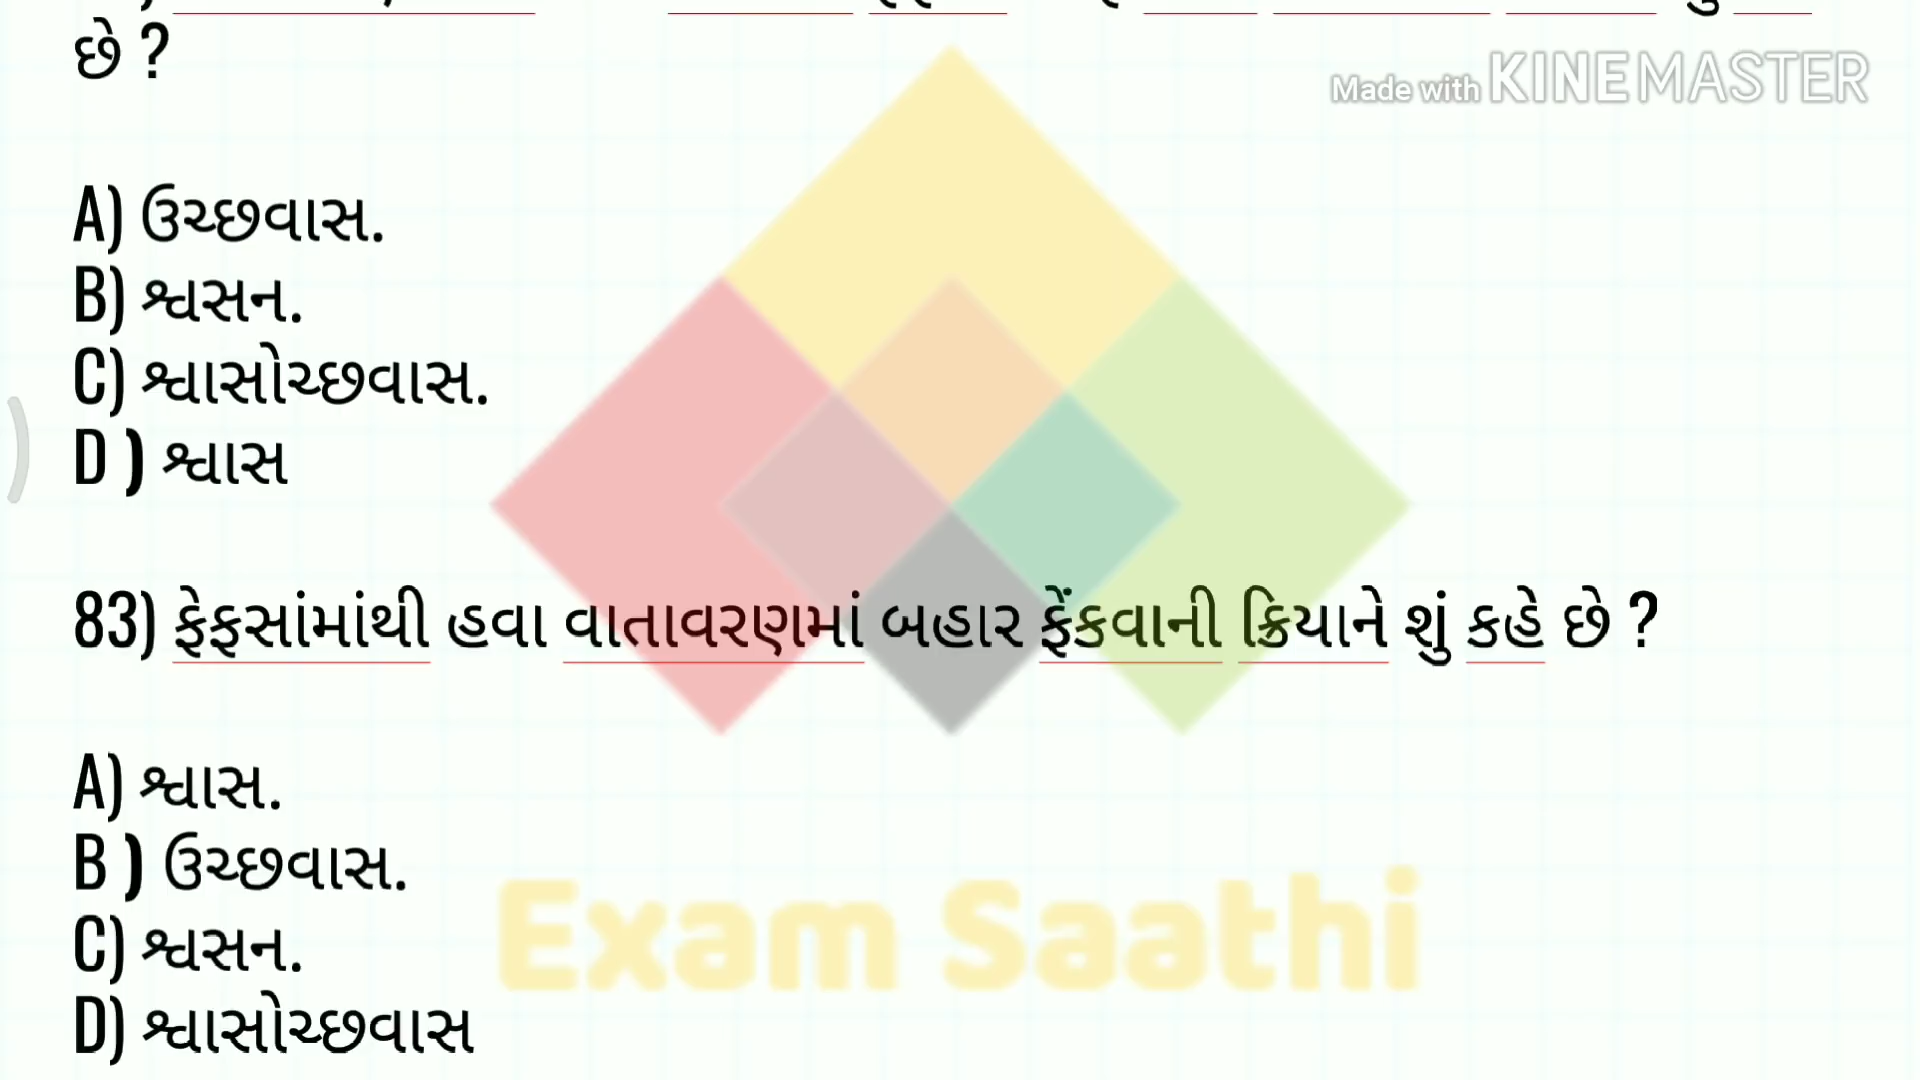 છે ?
Made with KINEMASTER
A) ઉચ્છવાસ.
B) શ્વસન.
C) શ્વાસોચ્છવાસ.
D ) શ્વાસ
83) ફેફસાંમાંથી હવા વાતાવરણમાં બહાર ફેંકવાની ક્રિયાને શું કહે છે ?
A) શ્વાસ.
B ) ઉચ્છવાસ.
C) શ્વસન.
D) શ્વાસોચ્છવાસ
Exam Saathi